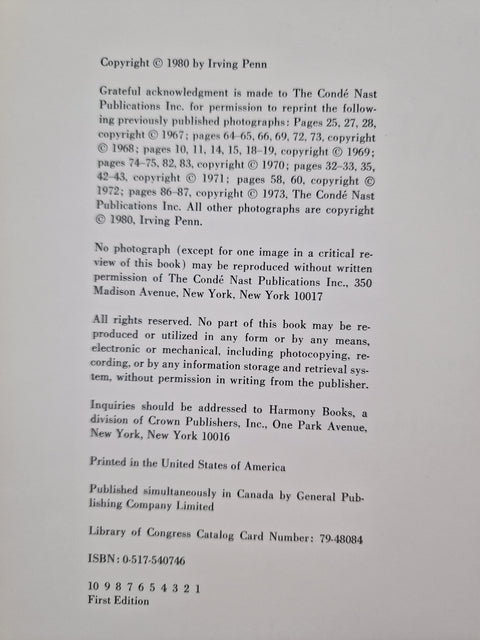 Copyright © 1980 by Irving Penn
Grateful acknowledgment is made to The Condé Nast
Publications Inc. for permission to reprint the follow-
ing previously published photographs: Pages 25, 27, 28,
copyright © 1967; pages 64–65, 66, 69, 72, 73, copyright
© 1968; pages 10, 11, 14, 15, 18–19, copyright © 1969;
pages 74–75, 82, 83, copyright © 1970; pages 32–33, 35,
42–43, copyright © 1971; pages 58, 60, copyright ©
1972; pages 86–87, copyright © 1973, The Condé Nast
Publications Inc. All other photographs are copyright
© 1980, Irving Penn.
No photograph (except for one image in a critical re-
view of this book) may be reproduced without written
permission of The Condé Nast Publications Inc., 350
Madison Avenue, New York, New York 10017
All rights reserved. No part of this book may be re-
produced or utilized in any form or by any means,
electronic or mechanical, including photocopying, re-
cording, or by any information storage and retrieval sys-
tem, without permission in writing from the publisher.
Inquiries should be addressed to Harmony Books, a
division of Crown Publishers, Inc., One Park Avenue,
New York, New York 10016
Printed in the United States of America
Published simultaneously in Canada by General Pub-
lishing Company Limited
Library of Congress Catalog Card Number: 79-48084
ISBN: 0-517-540746
10 9 8 7 6 5 4 3 2 1
First Edition